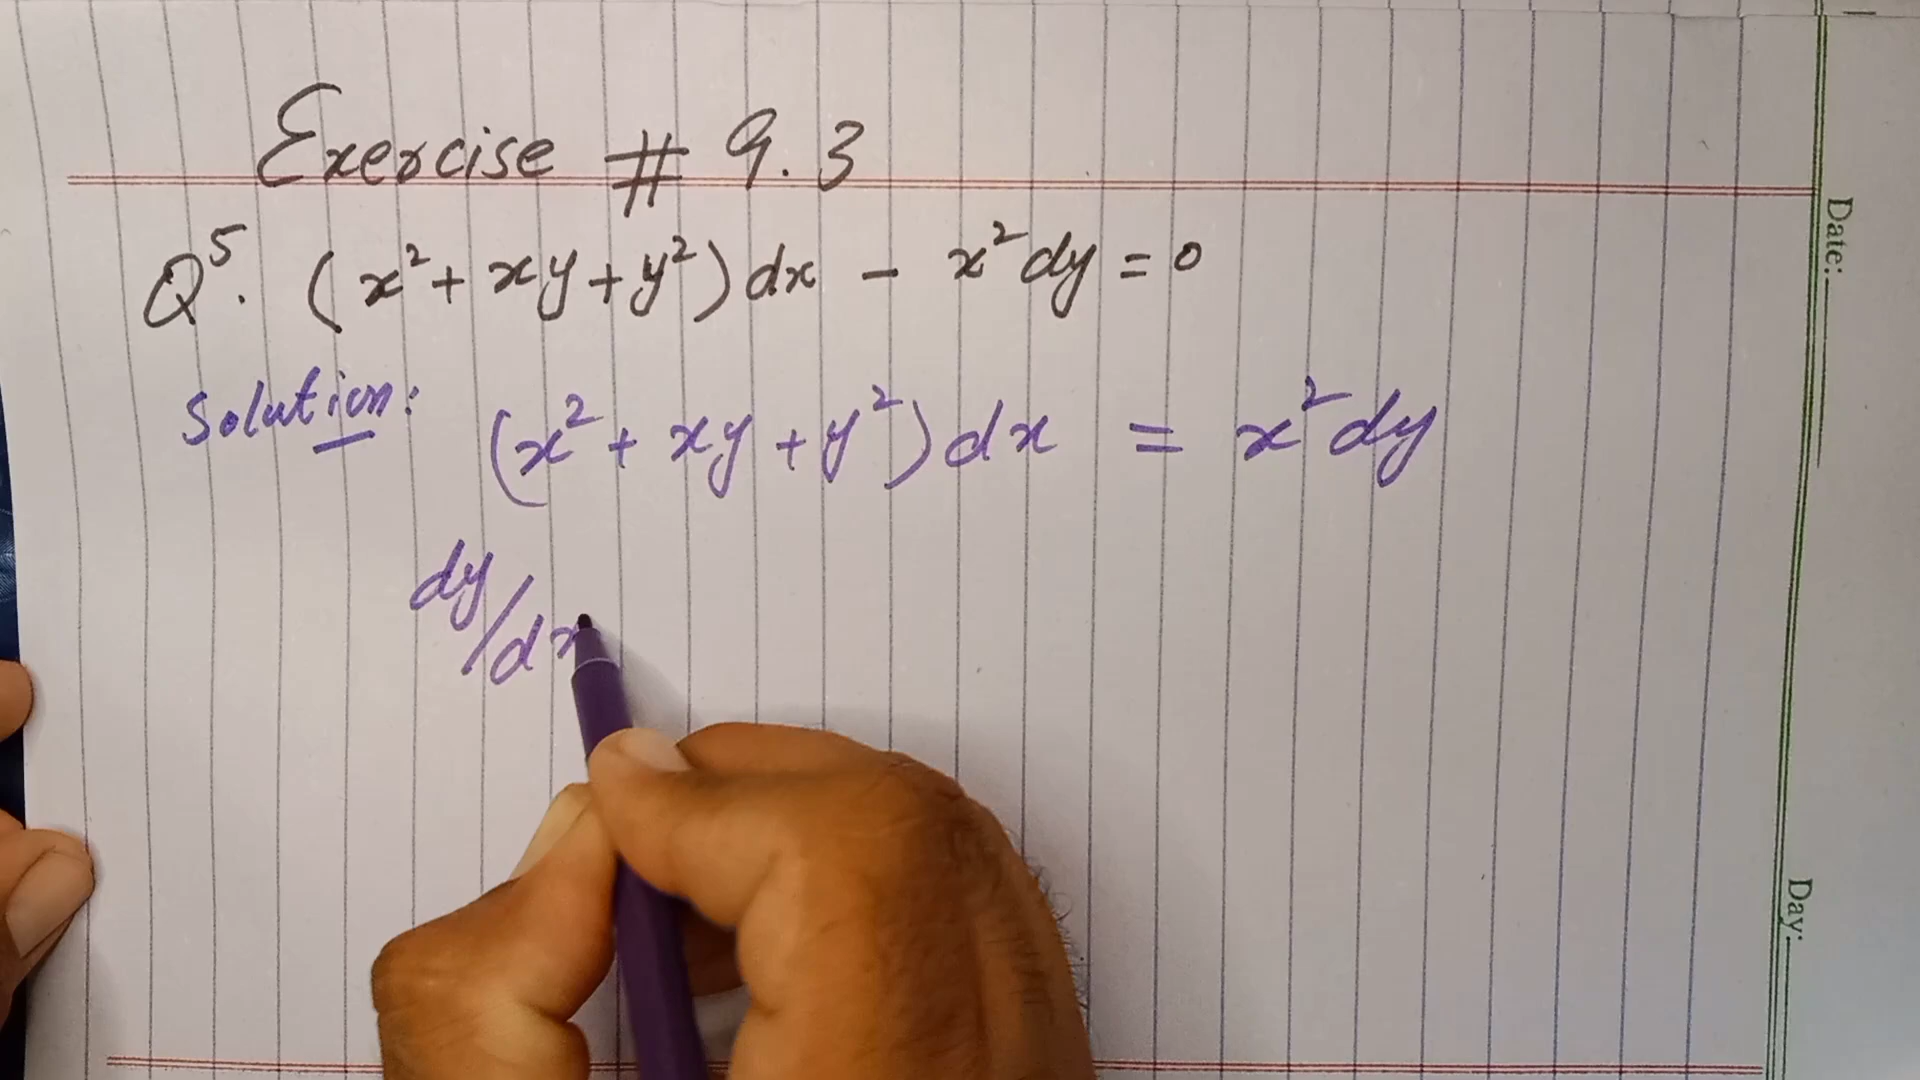 Exercise # 9.3
Q5. (x² + xy + y²) dx - x² dy = 0
Solution: (x² + xy + y²) dx = x² dy
dy/dx
Date:
Day: